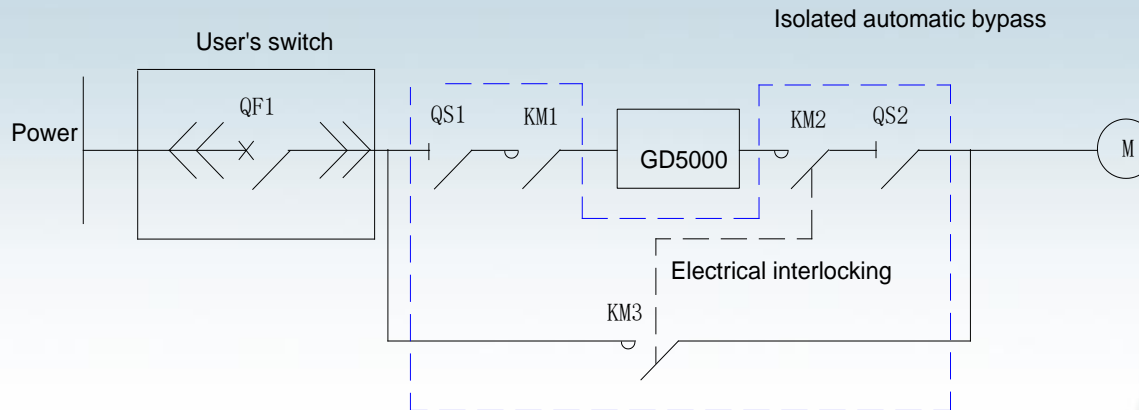 Isolated automatic bypass
User's switch
QF1
QS1
KM1
KM2
QS2
Power
GD5000
M
Electrical interlocking
KM3